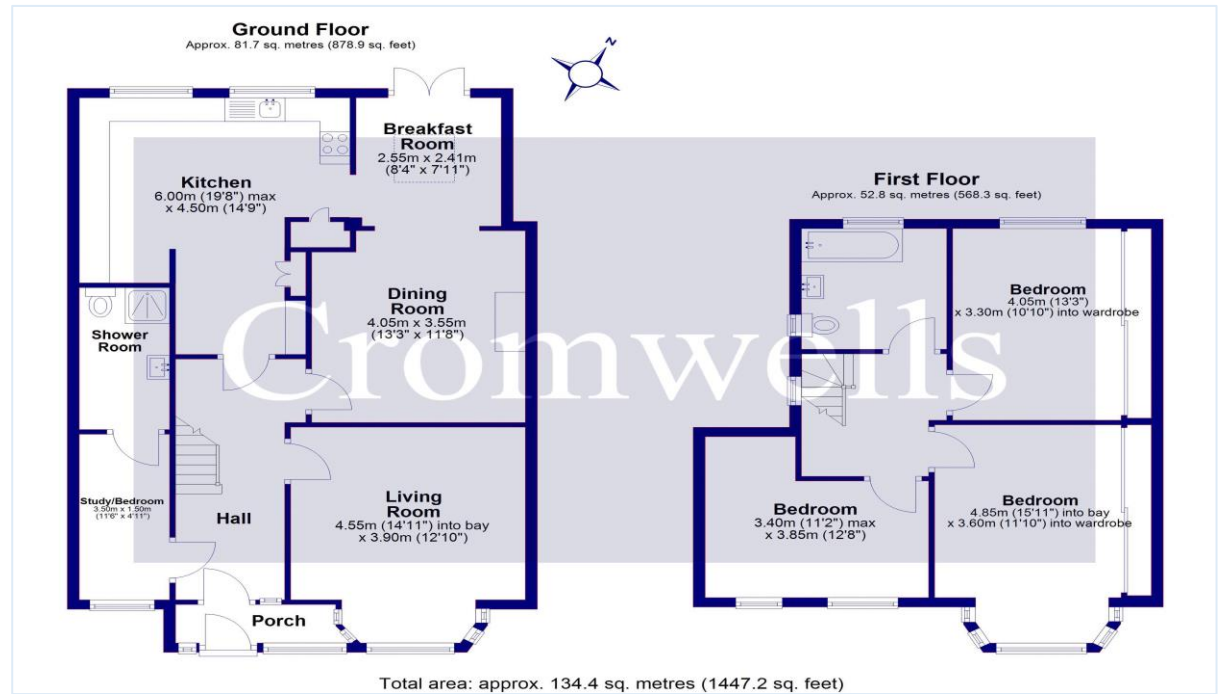 Ground Floor
Approx. 81.7 sq. metres (878.9 sq. feet)
N
Breakfast
Room
2.55m x 2.41m
(8'4" x 7'11")
Kitchen
6.00m (19'8") max
x 4.50m (14'9")
Dining
Room
4.05m x 3.55m
(13'3" x 11'8")
Shower
Room
Study/Bedroom
3.50m x 1.50m
(11'6" x 4'11")
Hall
Living
Room
4.55m (14'11") into bay
x 3.90m (12'10")
Porch
First Floor
Approx. 52.8 sq. metres (568.3 sq. feet)
Bedroom
4.05m (13'3")
x 3.30m (10'10") into wardrobe
Bedroom
3.40m (11'2") max
x 3.85m (12'8")
Bedroom
4.85m (15'11") into bay
x 3.60m (11'10") into wardrobe
Cromwells
Total area: approx. 134.4 sq. metres (1447.2 sq. feet)